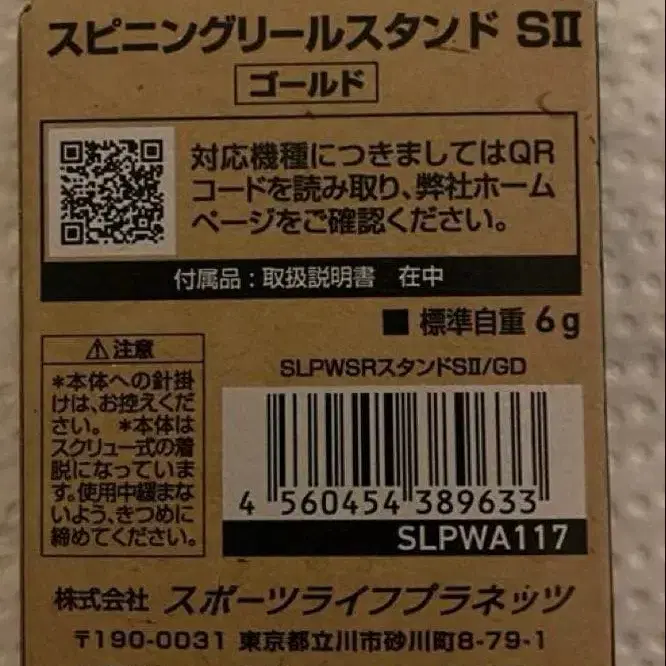 スピニングリールスタンド SⅡ
ゴールド
対応機種につきましてはQR
コードを読み取り、弊社ホーム
ページをご確認ください。
付属品：取扱説明書　在中
■ 標準自重 6g
⚠注意
*本体への針掛
けは、お控えくだ
さい。 *本体は
スクリュー式の着
脱になっていま
す。使用中緩まな
いよう、きつめに
締めてください。
SLPWSRスタンドSⅡ/GD
4 560454 389633
SLPWA117
株式会社 スポーツライフプラネッツ
〒190-0031 東京都立川市砂川町8-79-1